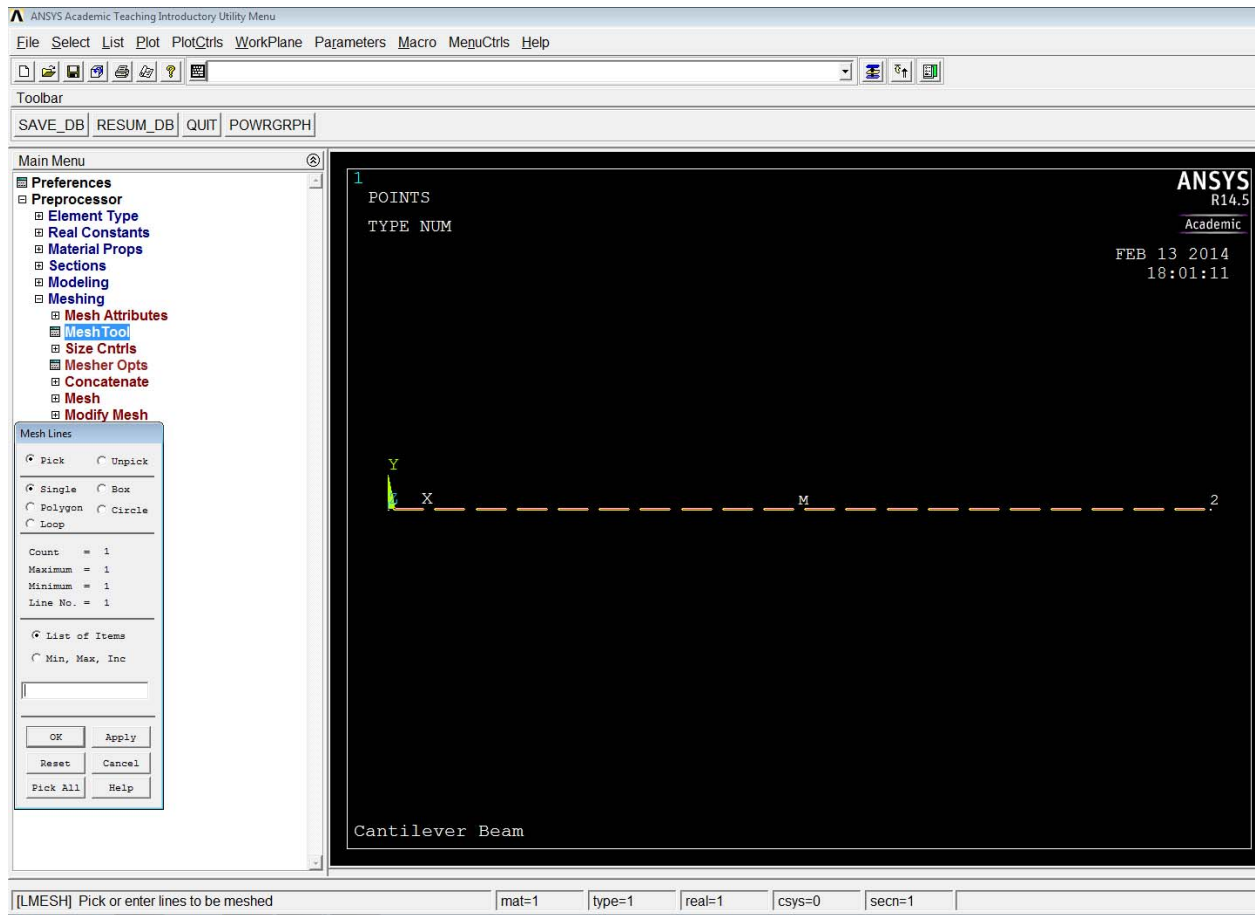 ANSYS Academic Teaching Introductory Utility Menu
File Select List Plot PlotCtrls WorkPlane Parameters Macro MenuCtrls Help
Toolbar
SAVE_DB RESUM_DB QUIT POWRGRPH
Main Menu
Preferences
Preprocessor
Element Type
Real Constants
Material Props
Sections
Modeling
Meshing
Mesh Attributes
MeshTool
Size Cntrls
Mesher Opts
Concatenate
Mesh
Modify Mesh
Mesh Lines
Pick Unpick
Single Box
Polygon Circle
Loop
Count = 1
Maximum = 1
Minimum = 1
Line No. = 1
List of Items
Min, Max, Inc
OK Apply
Reset Cancel
Pick All Help
1
POINTS
TYPE NUM
ANSYS
R14.5
Academic
FEB 13 2014
18:01:11
Y
Z X M 2
Cantilever Beam
[LMESH] Pick or enter lines to be meshed mat=1 type=1 real=1 csys=0 secn=1